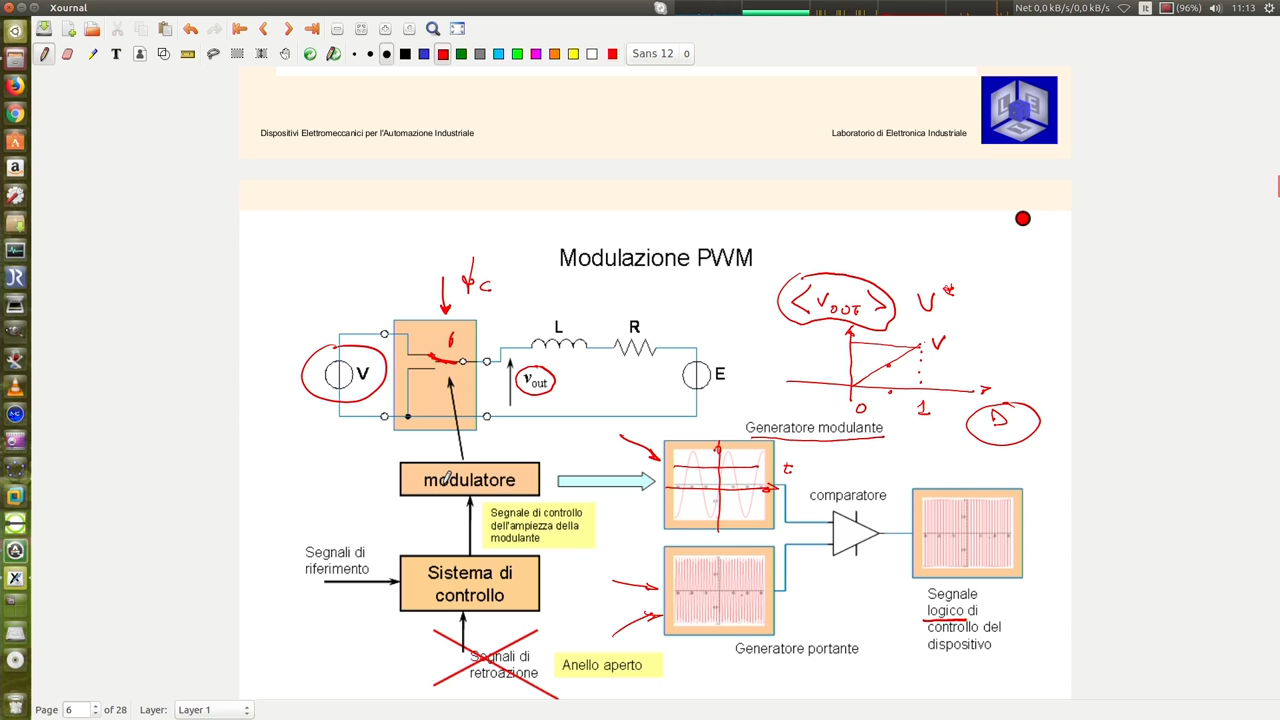 Xournal
Net 0,0 kB/s/0,0 kB/s
It
(96%)
11:13
Sans 12
0
Dispositivi Elettromeccanici per l'Automazione Industriale
Laboratorio di Elettronica Industriale
Modulazione PWM
< V OUT > V*
C
L
R
V
V
v out
E
0
1
D
Generatore modulante
t
modulatore
comparatore
Segnale di controllo
dell'ampiezza della
modulante
Segnali di
riferimento
Sistema di
controllo
Segnale
logico di
controllo del
dispositivo
Segnali di
retroazione
Anello aperto
Generatore portante
Page 6 of 28 Layer: Layer 1